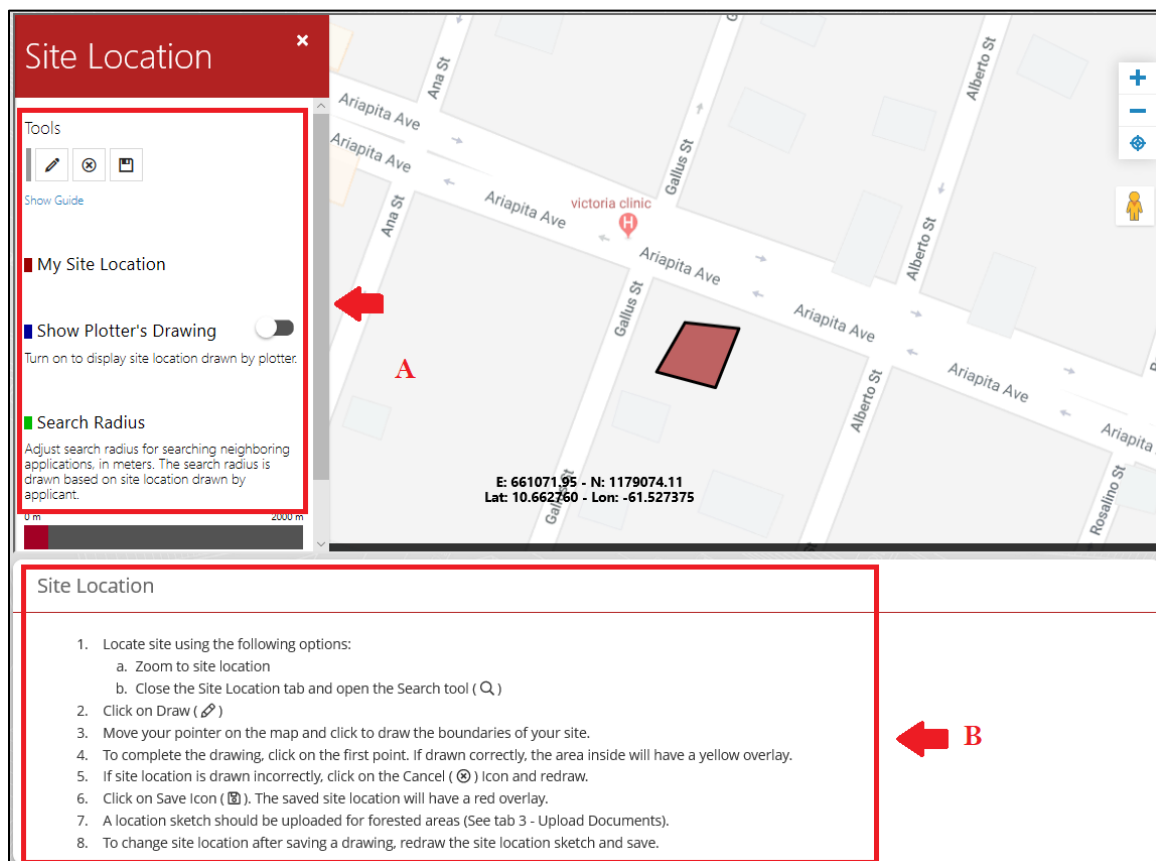 Site Location
×
Tools
Show Guide
My Site Location
Show Plotter's Drawing
Turn on to display site location drawn by plotter.
Search Radius
Adjust search radius for searching neighboring
applications, in meters. The search radius is
drawn based on site location drawn by
applicant.
0 m 2000 m
Ana St
Ariapita Ave
Ariapita Ave
Ana St
Ariapita Ave
Gallus St
victoria clinic
H
Ariapita Ave
Gallus St
Alberto St
Alberto St
Ariapita Ave
Alberto St
Ariapita Ave
Ariapita
Rosalino St
Gallus St
E: 661071.95 - N: 1179074.11
Lat: 10.662760 - Lon: -61.527375
+
−
A
Site Location
1. Locate site using the following options:
a. Zoom to site location
b. Close the Site Location tab and open the Search tool ( )
2. Click on Draw ( )
3. Move your pointer on the map and click to draw the boundaries of your site.
4. To complete the drawing, click on the first point. If drawn correctly, the area inside will have a yellow overlay.
5. If site location is drawn incorrectly, click on the Cancel ( ) Icon and redraw.
6. Click on Save Icon ( ). The saved site location will have a red overlay.
7. A location sketch should be uploaded for forested areas (See tab 3 - Upload Documents).
8. To change site location after saving a drawing, redraw the site location sketch and save.
B